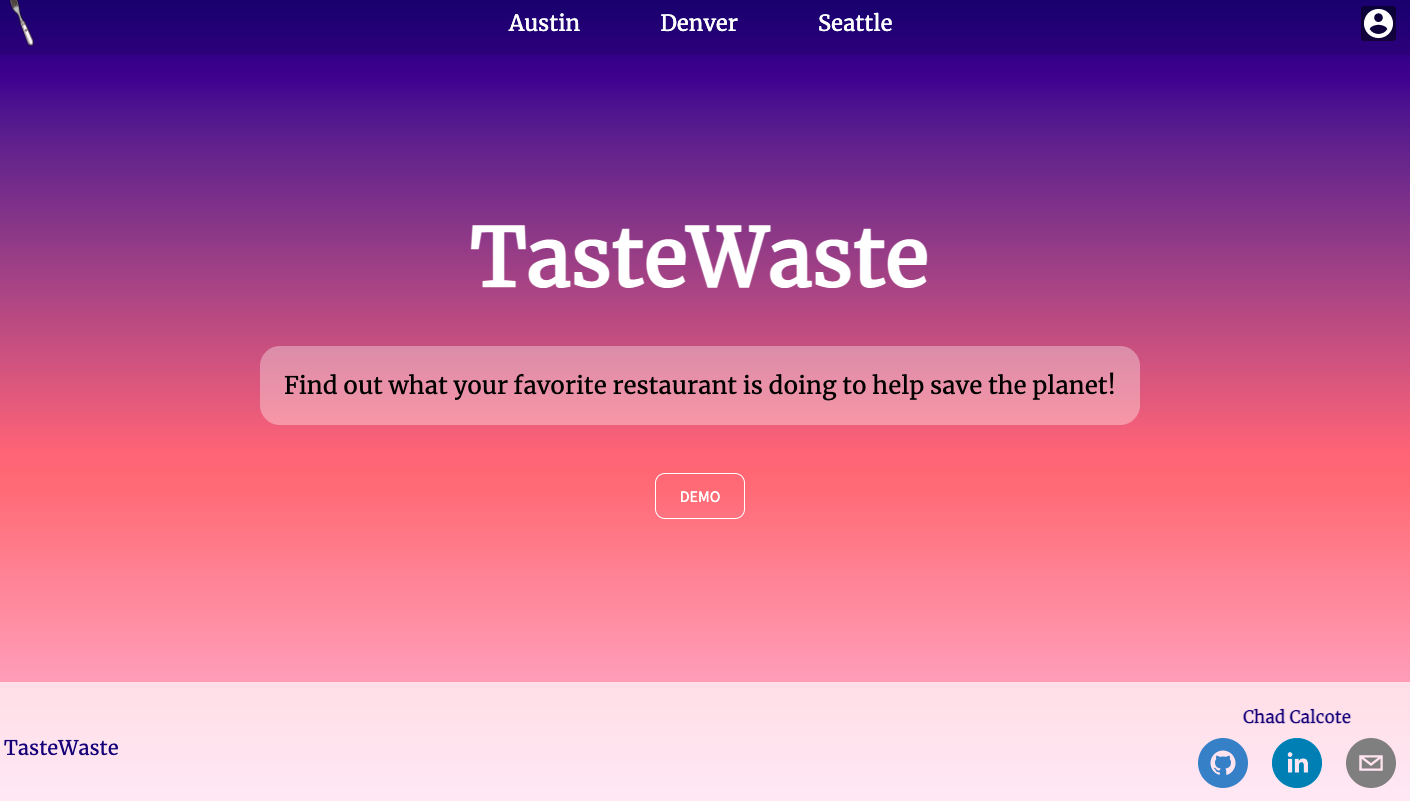 Austin Denver Seattle
TasteWaste
Find out what your favorite restaurant is doing to help save the planet!
DEMO
Chad Calcote
TasteWaste
in